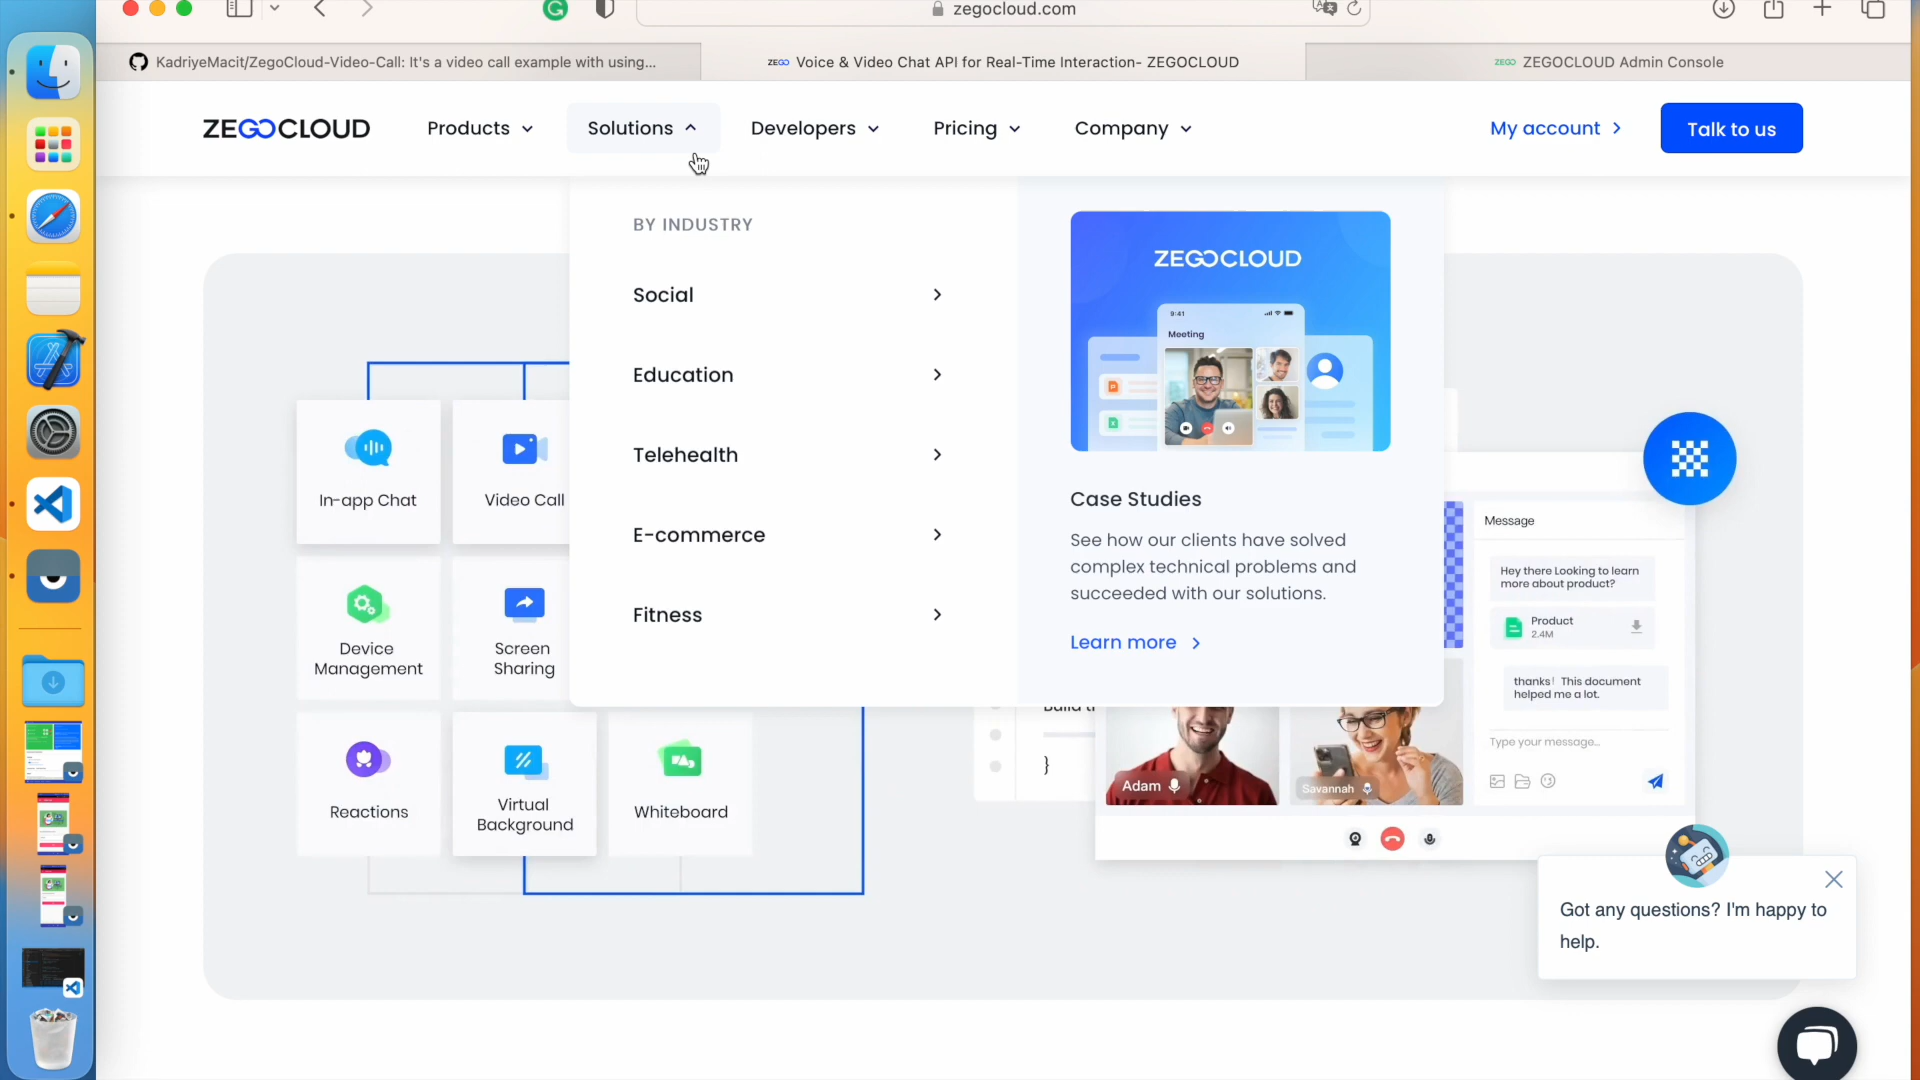 zegocloud.com
KadriyeMacit/ZegoCloud-Video-Call: It's a video call example with using...
ZEGO Voice & Video Chat API for Real-Time Interaction- ZEGOCLOUD
ZEGO ZEGOCLOUD Admin Console
ZEGOCLOUD
Products
Solutions
Developers
Pricing
Company
My account
Talk to us
BY INDUSTRY
Social
Education
Telehealth
E-commerce
Fitness
ZEGOCLOUD
9:41
Meeting
Case Studies
See how our clients have solved
complex technical problems and
succeeded with our solutions.
Learn more
In-app Chat
Video Call
Device
Management
Screen
Sharing
Reactions
Virtual
Background
Whiteboard
}
Adam
Savannah
Message
Hey there Looking to learn
more about product?
Product
2.4M
thanks! This document
helped me a lot.
Type your message...
Got any questions? I'm happy to
help.